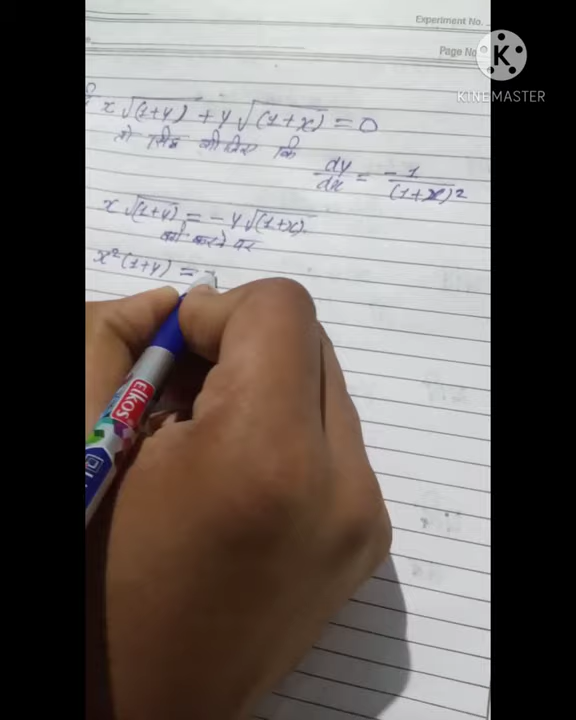 Experiment No.
Page No
K
KINEMASTER
x√(1+y) + y√(1+x) = 0
तो सिद्ध कीजिए कि
dy/dx = -1/(1+x)²
x√(1+y) = -y√(1+x).
वर्ग करने पर
x²(1+y) =
elkos